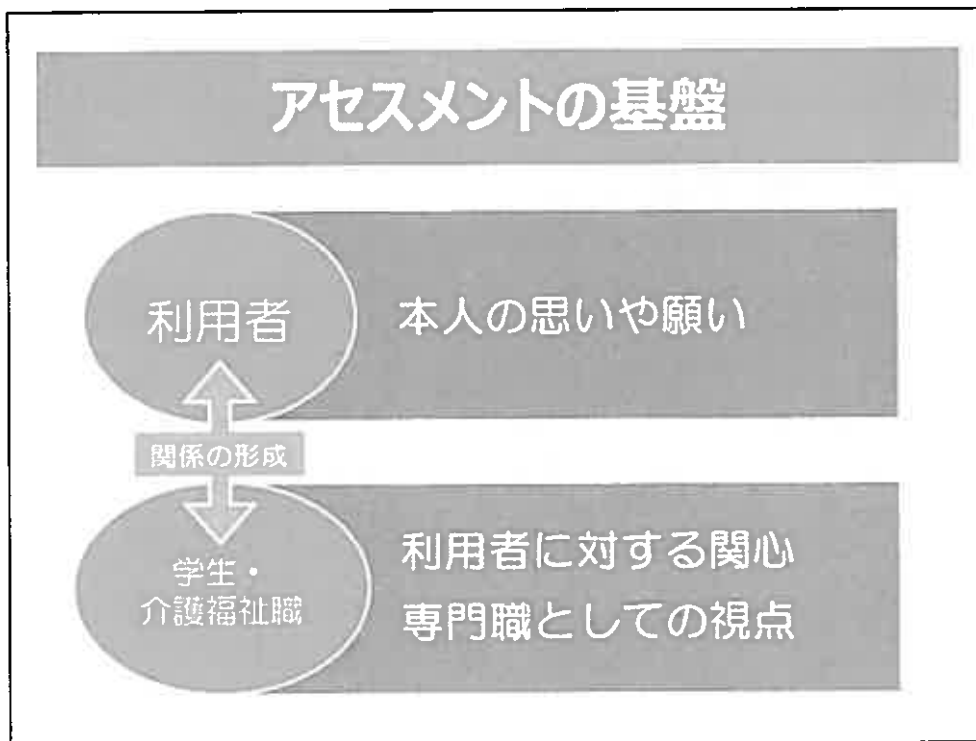 アセスメントの基盤
利用者
本人の思いや願い
関係の形成
学生・
介護福祉職
利用者に対する関心
専門職としての視点